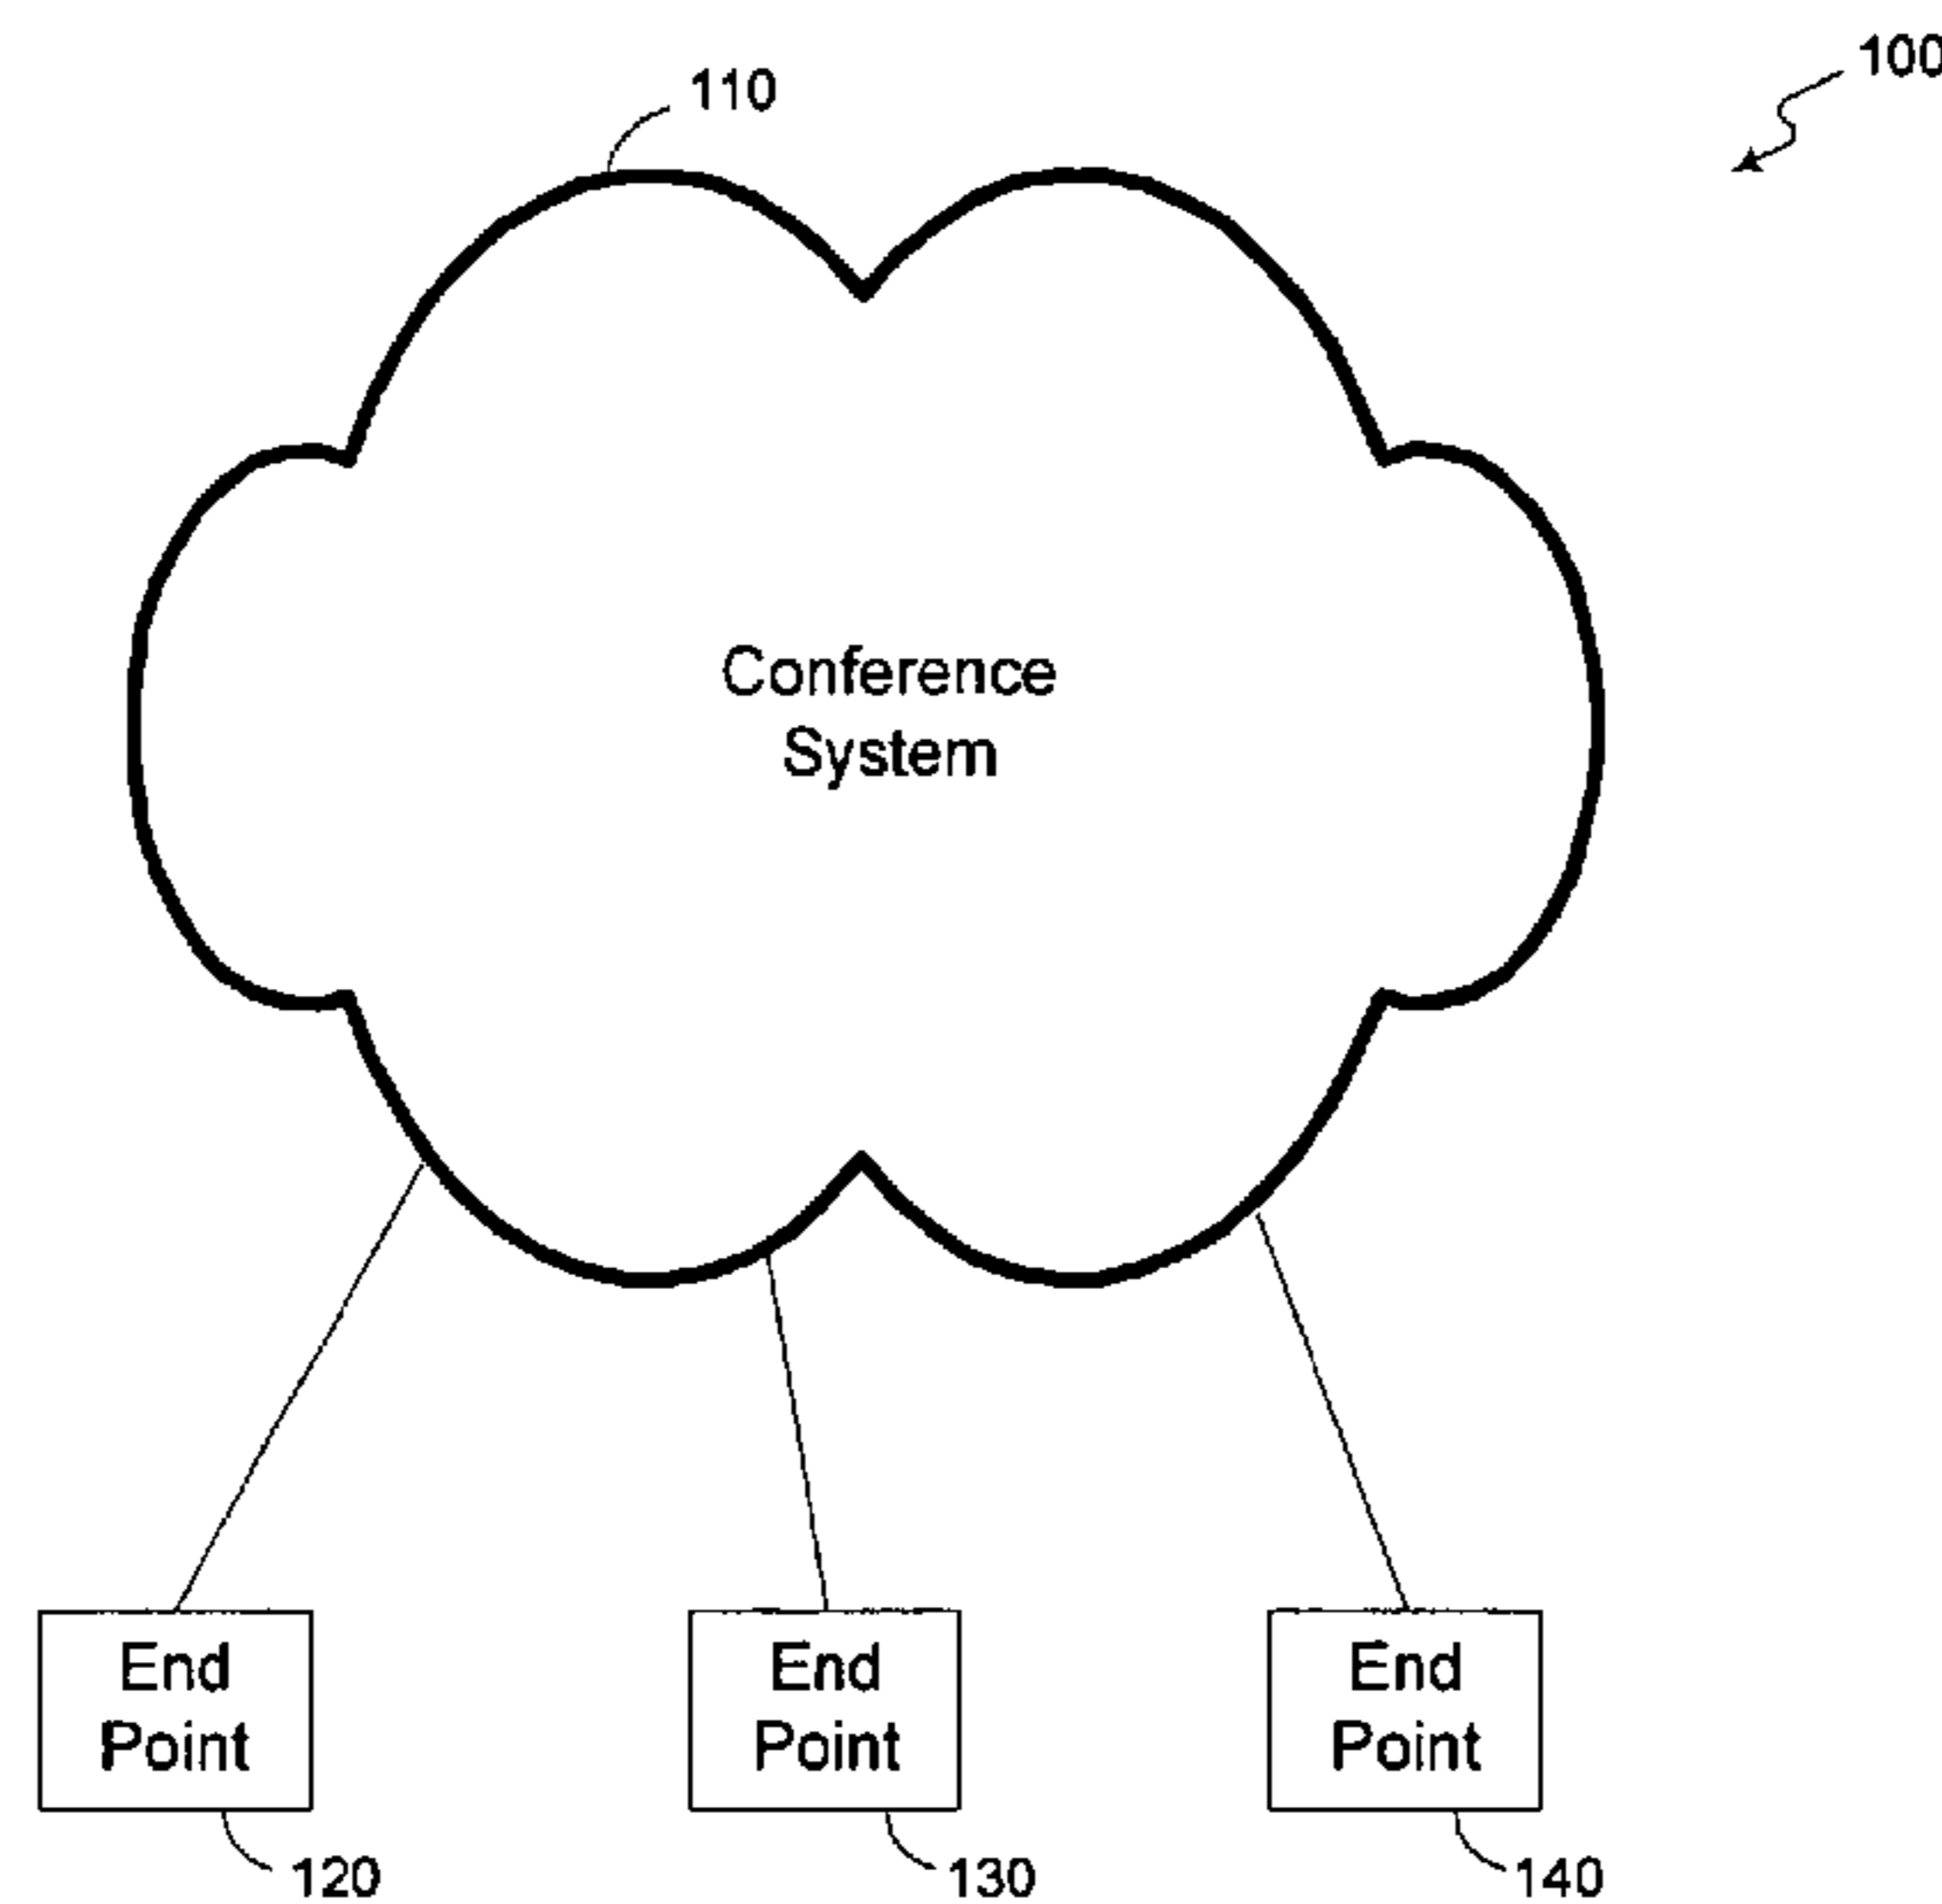 100
110
Conference
System
End
Point
End
Point
End
Point
120
130
140